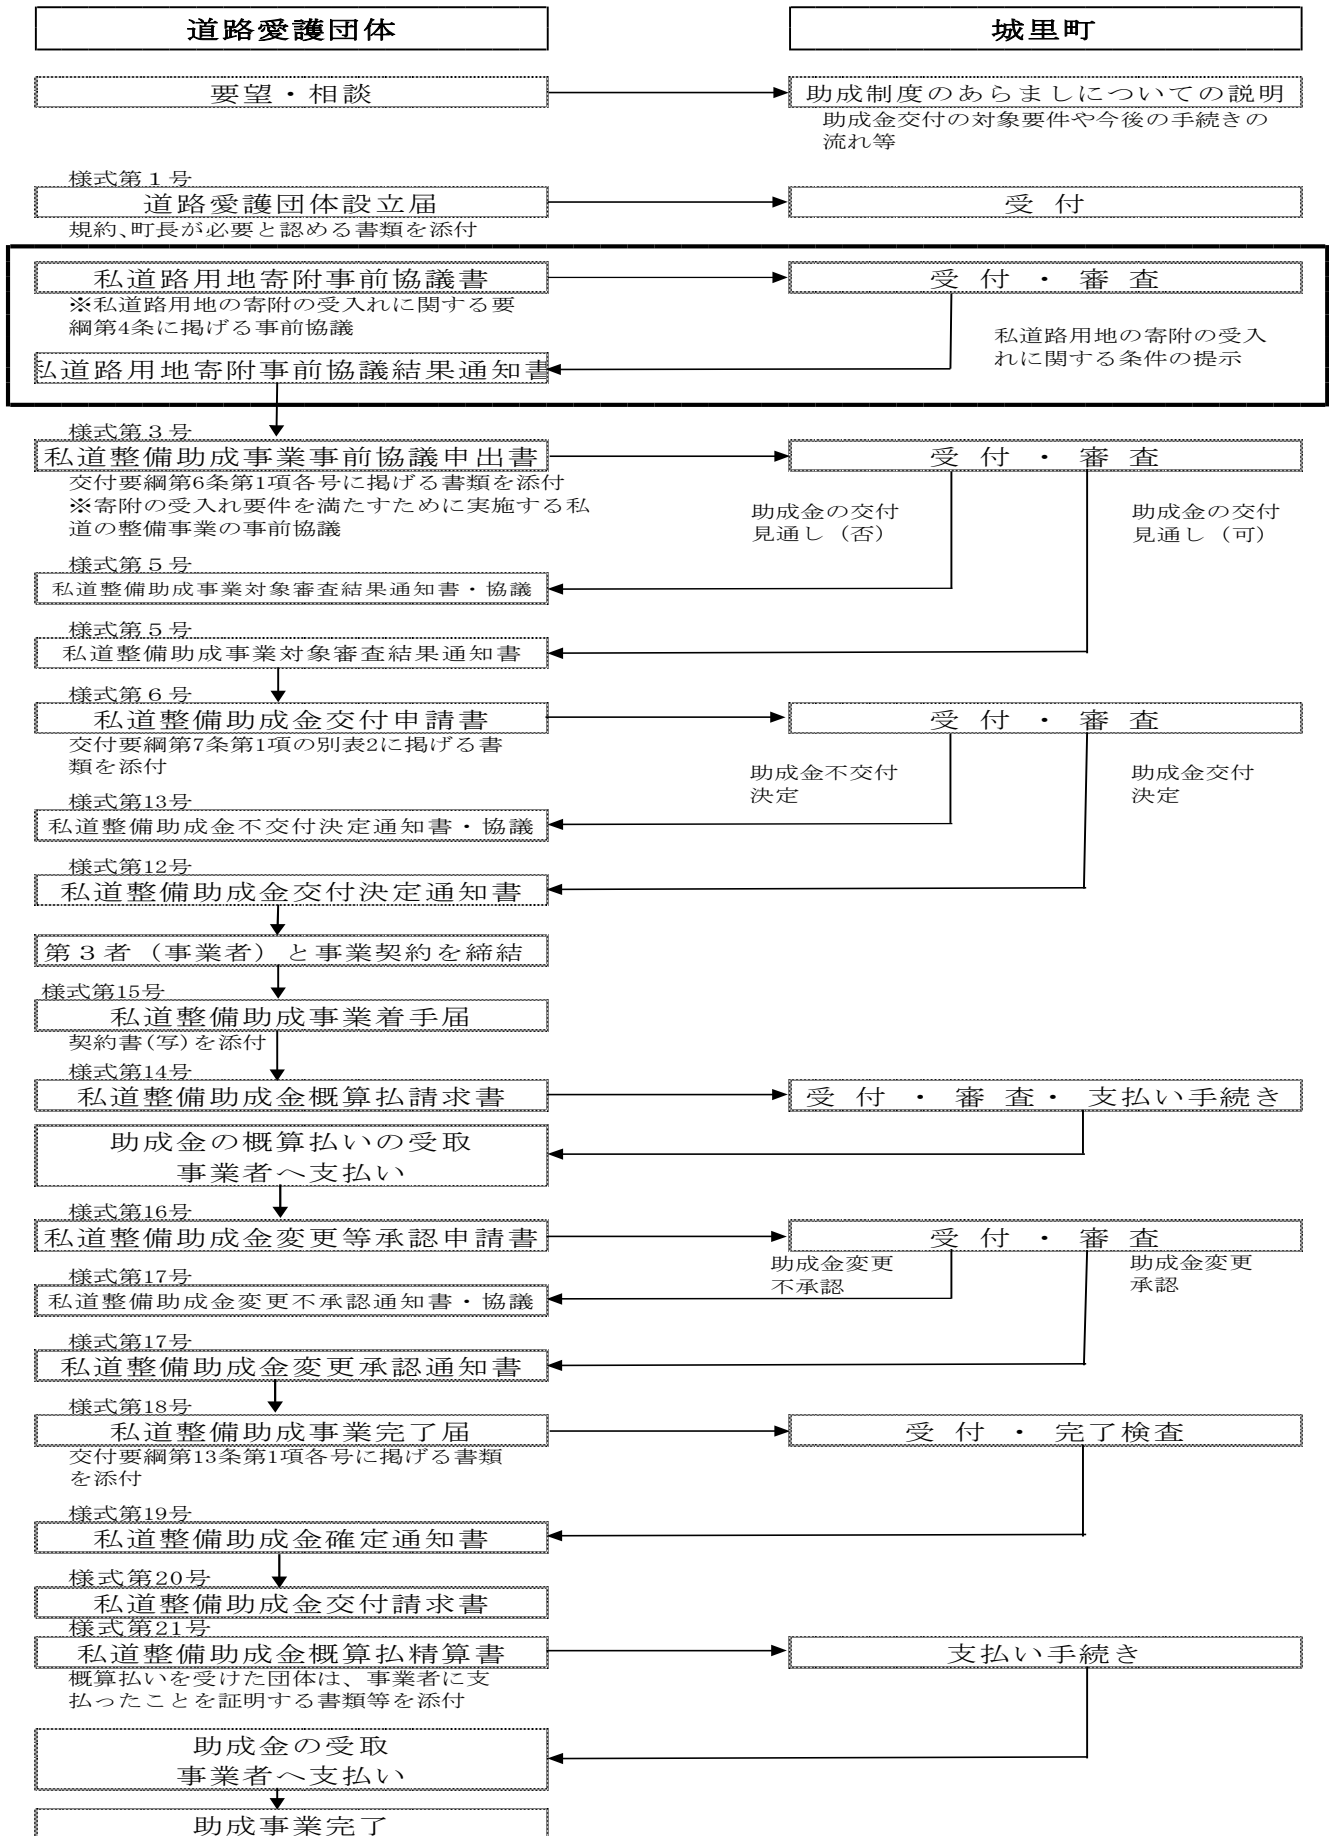 道路愛護団体
城里町
要望・相談
助成制度のあらましについての説明
助成金交付の対象要件や今後の手続きの
流れ等
様式第１号
道路愛護団体設立届
受 付
規約、町長が必要と認める書類を添付
私道路用地寄附事前協議書
受 付 ・ 審 査
※私道路用地の寄附の受入れに関する要
綱第4条に掲げる事前協議
私道路用地の寄附の受入
れに関する条件の提示
私道路用地寄附事前協議結果通知書
様式第３号
私道整備助成事業事前協議申出書
受 付 ・ 審 査
交付要綱第6条第1項各号に掲げる書類を添付
※寄附の受入れ要件を満たすために実施する私
道の整備事業の事前協議
助成金の交付
見通し（否）
助成金の交付
見通し（可）
様式第５号
私道整備助成事業対象審査結果通知書・協議
様式第５号
私道整備助成事業対象審査結果通知書
様式第６号
私道整備助成金交付申請書
受 付 ・ 審 査
交付要綱第7条第1項の別表2に掲げる書
類を添付
助成金不交付
決定
助成金交付
決定
様式第13号
私道整備助成金不交付決定通知書・協議
様式第12号
私道整備助成金交付決定通知書
第３者（事業者）と事業契約を締結
様式第15号
私道整備助成事業着手届
契約書(写)を添付
様式第14号
私道整備助成金概算払請求書
受 付 ・ 審 査・ 支払い手続き
助成金の概算払いの受取
事業者へ支払い
様式第16号
私道整備助成金変更等承認申請書
受 付 ・ 審 査
助成金変更
不承認
助成金変更
承認
様式第17号
私道整備助成金変更不承認通知書・協議
様式第17号
私道整備助成金変更承認通知書
様式第18号
私道整備助成事業完了届
受 付 ・ 完了検査
交付要綱第13条第1項各号に掲げる書類
を添付
様式第19号
私道整備助成金確定通知書
様式第20号
私道整備助成金交付請求書
様式第21号
私道整備助成金概算払精算書
支払い手続き
概算払いを受けた団体は、事業者に支
払ったことを証明する書類等を添付
助成金の受取
事業者へ支払い
助成事業完了